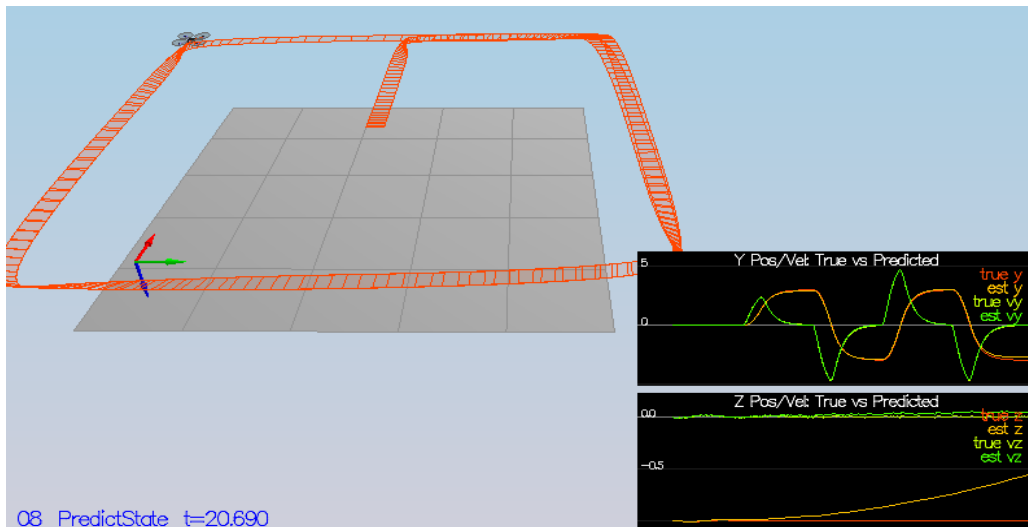 Y Pos/Vel: True vs Predicted
5
true y
est y
true vy
est vy
0
Z Pos/Vel: True vs Predicted
0.0
true z
est z
true vz
est vz
-0.5
08 PredictState t=20.690